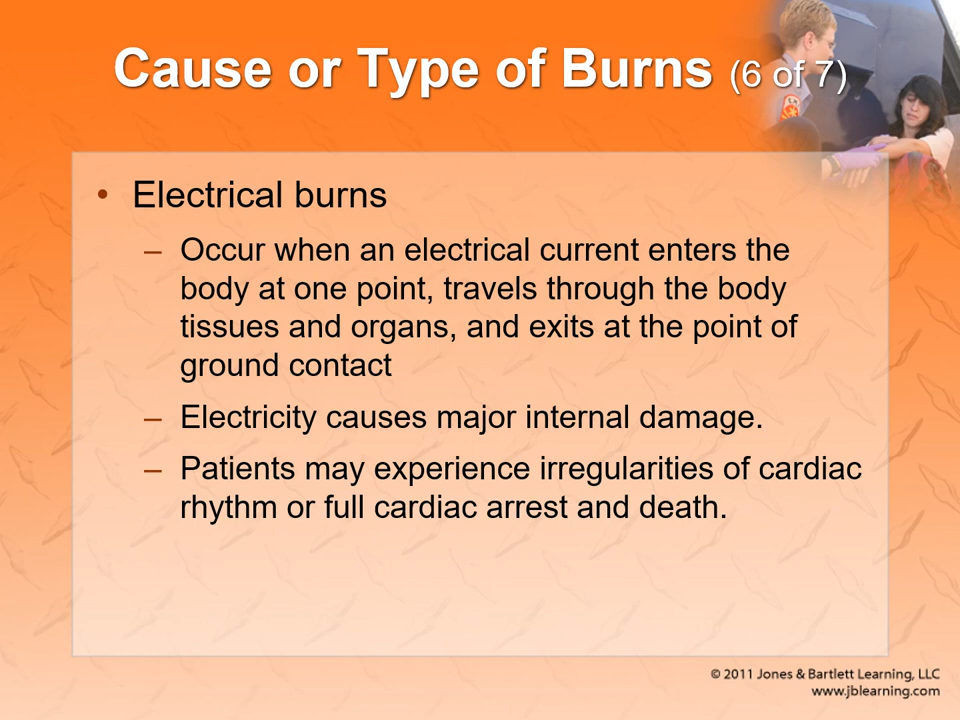 Cause or Type of Burns (6 of 7)
• Electrical burns
– Occur when an electrical current enters the
body at one point, travels through the body
tissues and organs, and exits at the point of
ground contact
– Electricity causes major internal damage.
– Patients may experience irregularities of cardiac
rhythm or full cardiac arrest and death.
© 2011 Jones & Bartlett Learning, LLC
www.jblearning.com